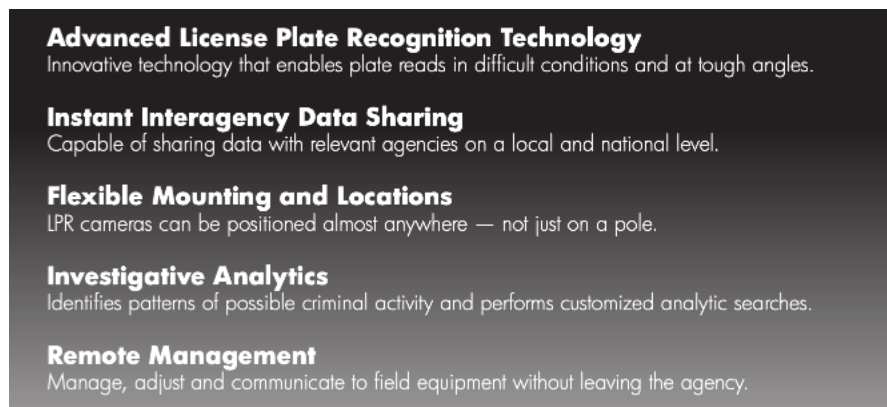 Advanced License Plate Recognition Technology
Innovative technology that enables plate reads in difficult conditions and at tough angles.
Instant Interagency Data Sharing
Capable of sharing data with relevant agencies on a local and national level.
Flexible Mounting and Locations
LPR cameras can be positioned almost anywhere — not just on a pole.
Investigative Analytics
Identifies patterns of possible criminal activity and performs customized analytic searches.
Remote Management
Manage, adjust and communicate to field equipment without leaving the agency.